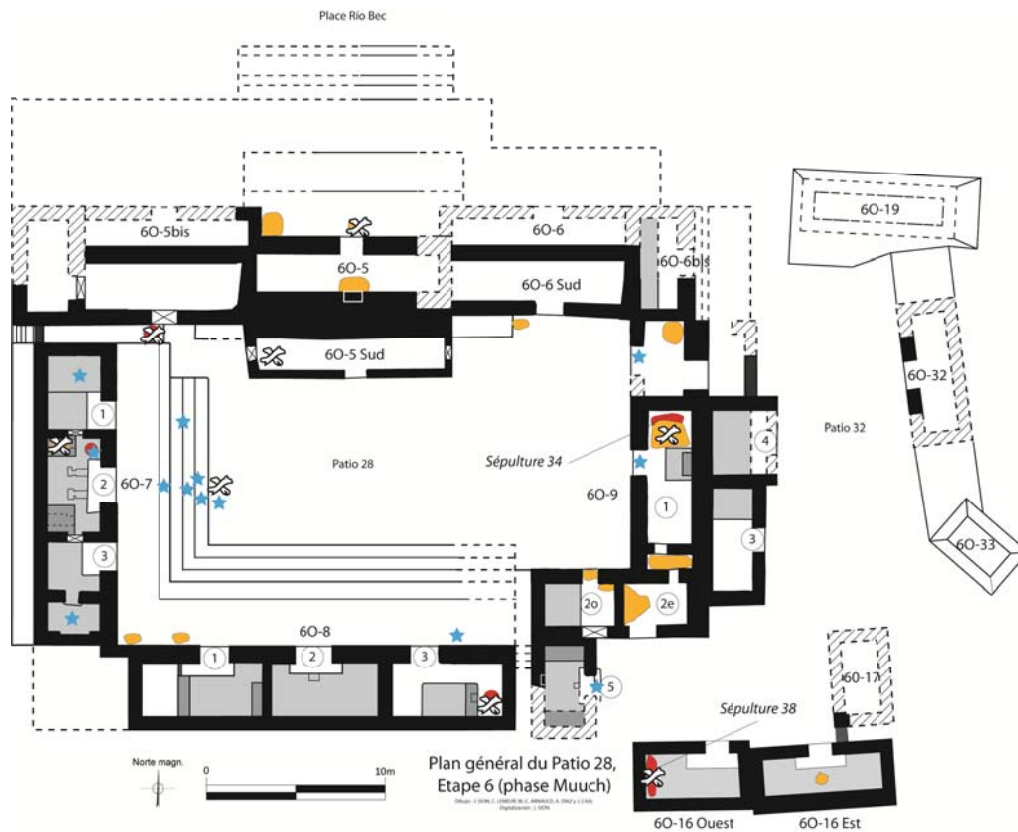 Place Río Bec
6O-19
6O-5bis
6O-6
6O-5
6O-6bis
6O-6 Sud
6O-32
6O-5 Sud
1
4
Patio 28
Sépulture 34
Patio 32
2
6O-7
6O-9
1
3
3
6O-33
2o
2e
6O-8
1
2
3
5
6O-17
Sépulture 38
Norte magn.
0
10m
Plan général du Patio 28,
Etape 6 (phase Muuch)
Digitalización: J. SION
6O-16 Ouest
6O-16 Est